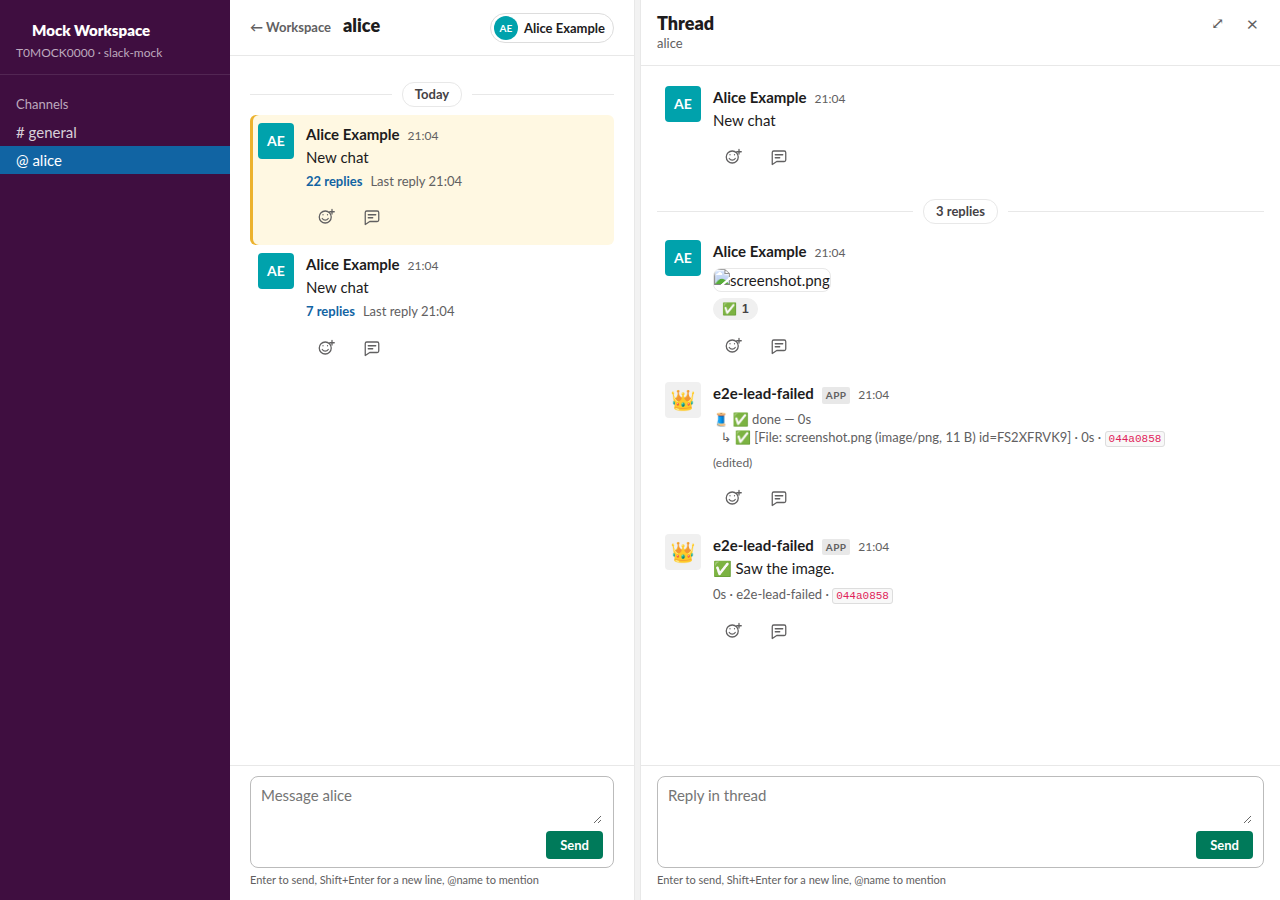 Mock Workspace
T0MOCK0000 · slack-mock
Channels
# general
@ alice
← Workspace alice
AE Alice Example
Today
AE Alice Example 21:04
New chat
22 replies Last reply 21:04
AE Alice Example 21:04
New chat
7 replies Last reply 21:04
Message alice
Send
Enter to send, Shift+Enter for a new line, @name to mention
Thread
alice
AE Alice Example 21:04
New chat
3 replies
AE Alice Example 21:04
screenshot.png
✅ 1
e2e-lead-failed APP 21:04
🧵 ✅ done — 0s
↳ ✅ [File: screenshot.png (image/png, 11 B) id=FS2XFRVK9] · 0s · 044a0858
(edited)
e2e-lead-failed APP 21:04
✅ Saw the image.
0s · e2e-lead-failed · 044a0858
Reply in thread
Send
Enter to send, Shift+Enter for a new line, @name to mention